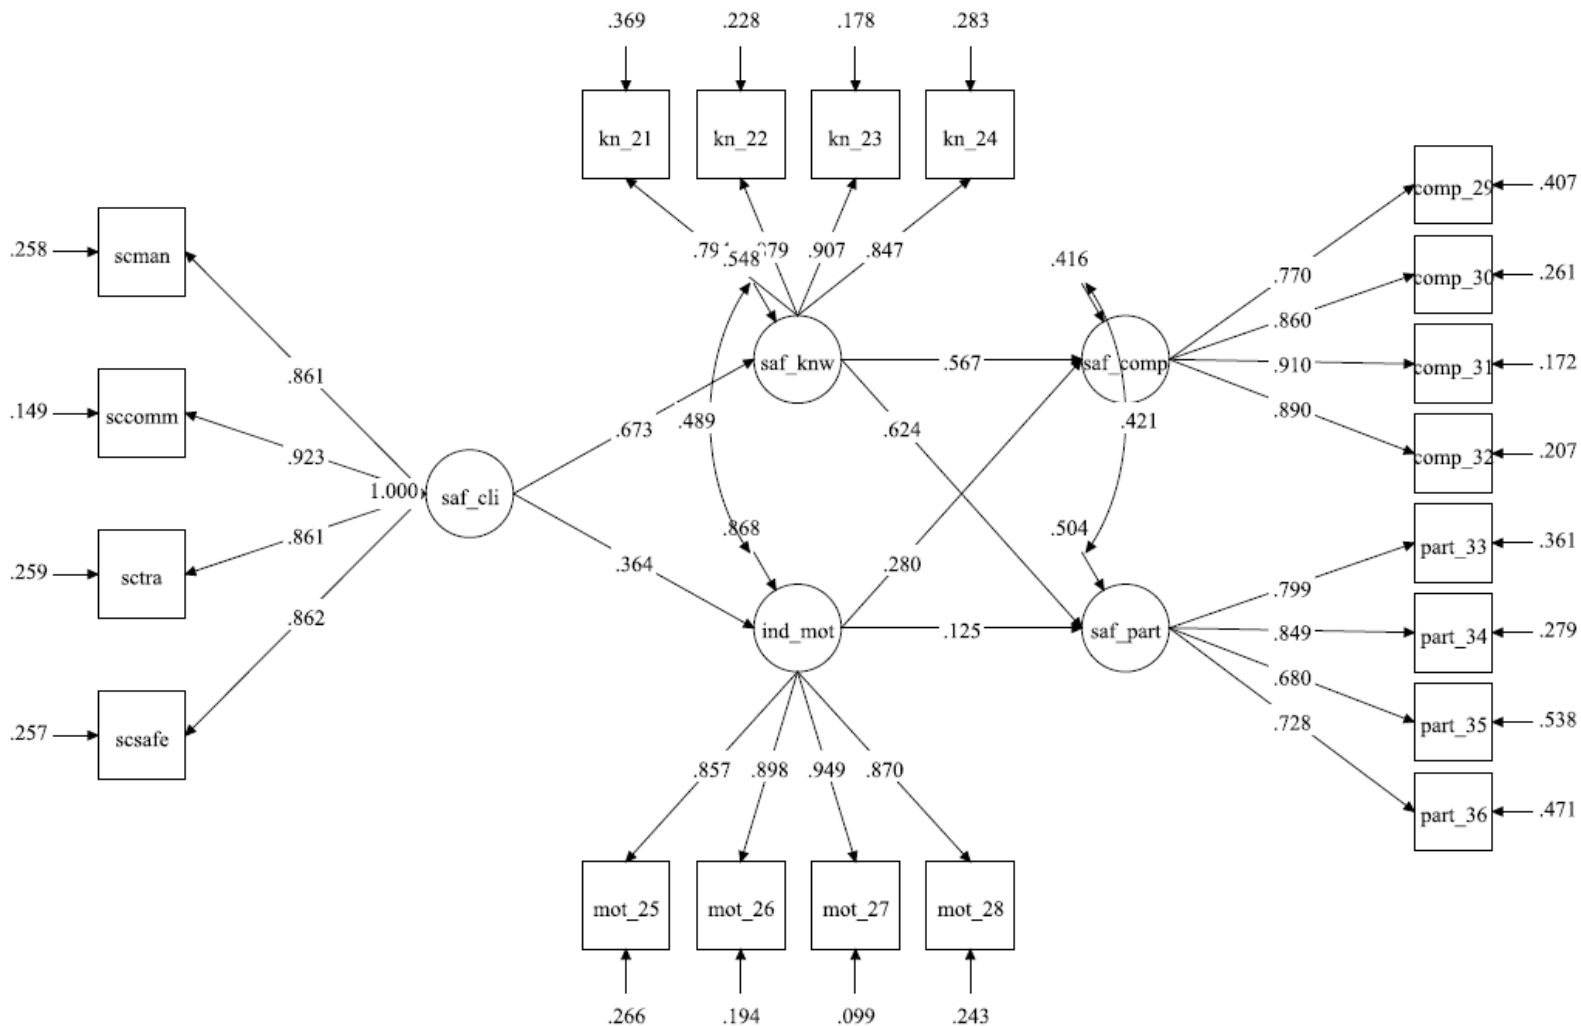 .369 .228 .178 .283
kn_21 kn_22 kn_23 kn_24
comp_29 .407
.258 scman
.548 .907 .847
.416
.770 comp_30 .261
.860
saf_knw .567 saf_comp
.910 comp_31 .172
.861
.149 sccomm
.673 .489 .624 .421
.890
.923 comp_32 .207
1.000 saf_cli
.861
.868 .504
part_33 .361
.259 sctra
.364 .280
.799
.862
ind_mot .125 saf_part
.849 part_34 .279
.680
.728 part_35 .538
.257 scsafe
.857 .898 .949 .870
part_36 .471
mot_25 mot_26 mot_27 mot_28
.266 .194 .099 .243